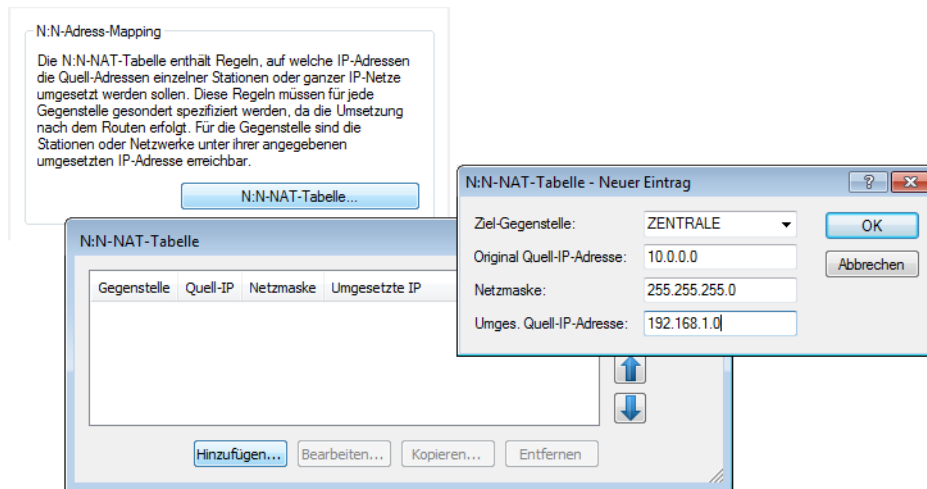 N:N-Adress-Mapping
Die N:N-NAT-Tabelle enthält Regeln, auf welche IP-Adressen
die Quell-Adressen einzelner Stationen oder ganzer IP-Netze
umgesetzt werden sollen. Diese Regeln müssen für jede
Gegenstelle gesondert spezifiziert werden, da die Umsetzung
nach dem Routen erfolgt. Für die Gegenstelle sind die
Stationen oder Netzwerke unter ihrer angegebenen
umgesetzten IP-Adresse erreichbar.
N:N-NAT-Tabelle...
N:N-NAT-Tabelle
Gegenstelle Quell-IP Netzmaske Umgesetzte IP
Hinzufügen... Bearbeiten... Kopieren... Entfernen
N:N-NAT-Tabelle - Neuer Eintrag
Ziel-Gegenstelle: ZENTRALE OK
Original Quell-IP-Adresse: 10.0.0.0 Abbrechen
Netzmaske: 255.255.255.0
Umges. Quell-IP-Adresse: 192.168.1.0